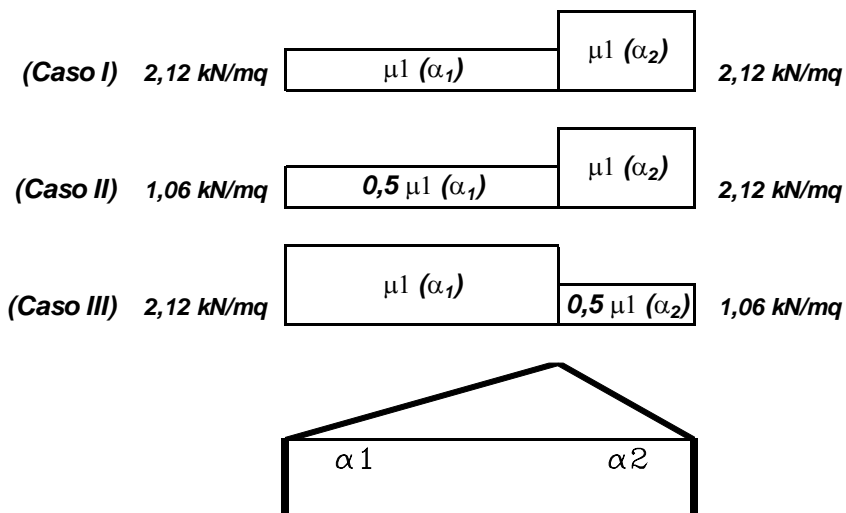 (Caso I) 2,12 kN/mq μ1 (α1) μ1 (α2) 2,12 kN/mq
(Caso II) 1,06 kN/mq 0,5 μ1 (α1) μ1 (α2) 2,12 kN/mq
(Caso III) 2,12 kN/mq μ1 (α1) 0,5 μ1 (α2) 1,06 kN/mq
α1 α2